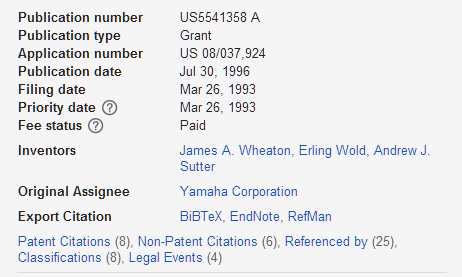 Publication number US5541358 A
Publication type Grant
Application number US 08/037,924
Publication date Jul 30, 1996
Filing date Mar 26, 1993
Priority date ? Mar 26, 1993
Fee status ? Paid
Inventors James A. Wheaton, Erling Wold, Andrew J.
Sutter
Original Assignee Yamaha Corporation
Export Citation BiBTeX, EndNote, RefMan
Patent Citations (8), Non-Patent Citations (6), Referenced by (25),
Classifications (8), Legal Events (4)